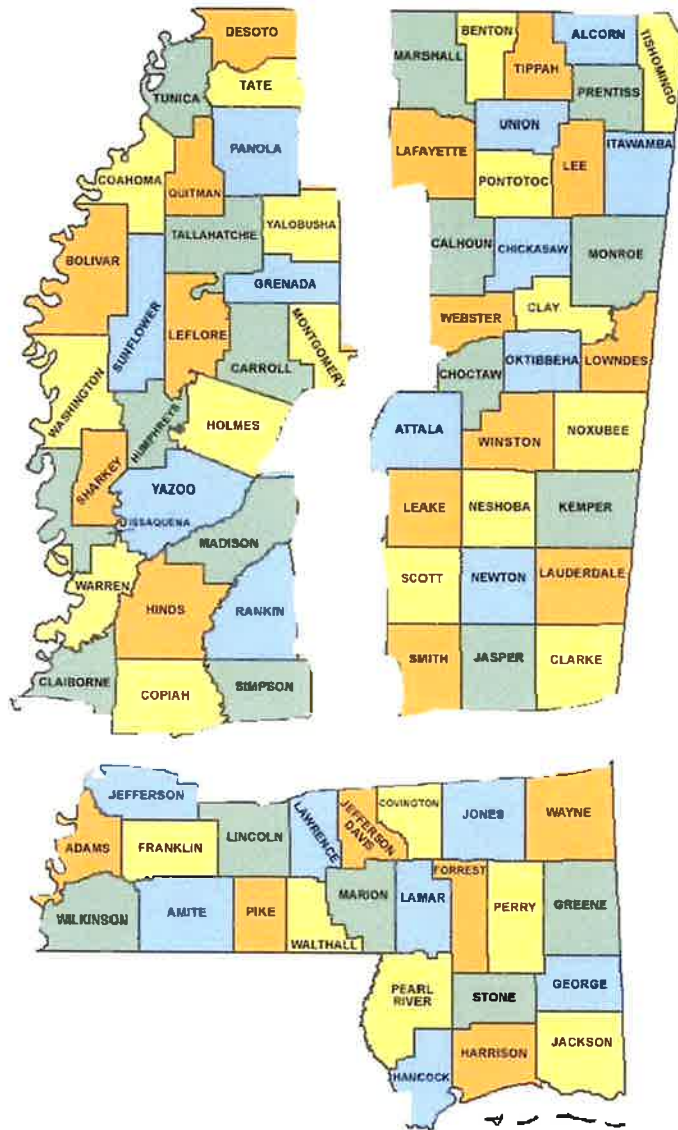 DESOTO
TUNICA
TATE
PANOLA
COAHOMA
QUITMAN
TALLAHATCHIE
YALOBUSHA
BOLIVAR
SUNFLOWER
GRENADA
LEFLORE
MONTGOMERY
CARROLL
WASHINGTON
HUMPHREYS
HOLMES
SHARKEY
YAZOO
ISSAQUENA
MADISON
WARREN
HINDS
RANKIN
CLAIBORNE
COPIAH
SIMPSON
MARSHALL
BENTON
TIPPAH
ALCORN
TISHOMINGO
PRENTISS
UNION
LAFAYETTE
PONTOTOC
LEE
ITAWAMBA
CALHOUN
CHICKASAW
MONROE
WEBSTER
CLAY
CHOCTAW
OKTIBBEHA
LOWNDES
ATTALA
WINSTON
NOXUBEE
LEAKE
NESHOBA
KEMPER
SCOTT
NEWTON
LAUDERDALE
SMITH
JASPER
CLARKE
JEFFERSON
ADAMS
FRANKLIN
LINCOLN
LAWRENCE
JEFFERSON
DAVIS
COVINGTON
JONES
WAYNE
WILKINSON
AMITE
PIKE
WALTHALL
MARION
LAMAR
FORREST
PERRY
GREENE
PEARL
RIVER
STONE
GEORGE
HANCOCK
HARRISON
JACKSON